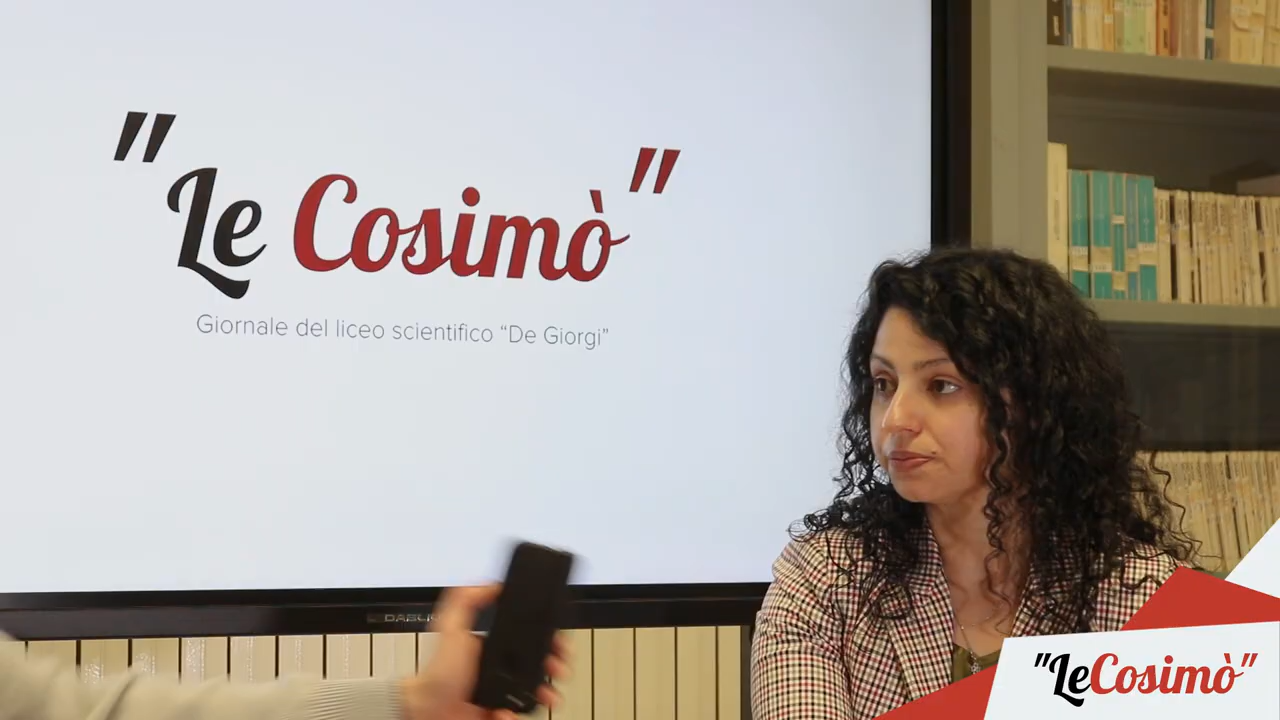 "Le Cosimò"
Giornale del liceo scientifico “De Giorgi”
"LeCosimò"